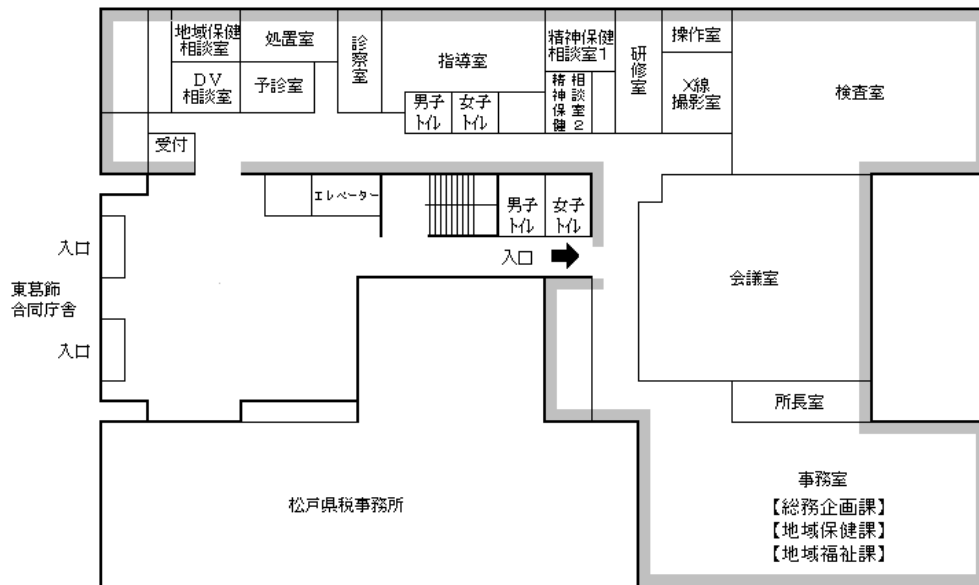 地域保健
相談室
処置室
診察室
指導室
精神保健
相談室1
研修室
操作室
DV
相談室
予診室
男子
トイレ
女子
トイレ
精神保健
相談室2
X線
撮影室
検査室
受付
エレベーター
男子
トイレ
女子
トイレ
入口
入口
会議室
東葛飾
合同庁舎
入口
所長室
松戸県税事務所
事務室
【総務企画課】
【地域保健課】
【地域福祉課】